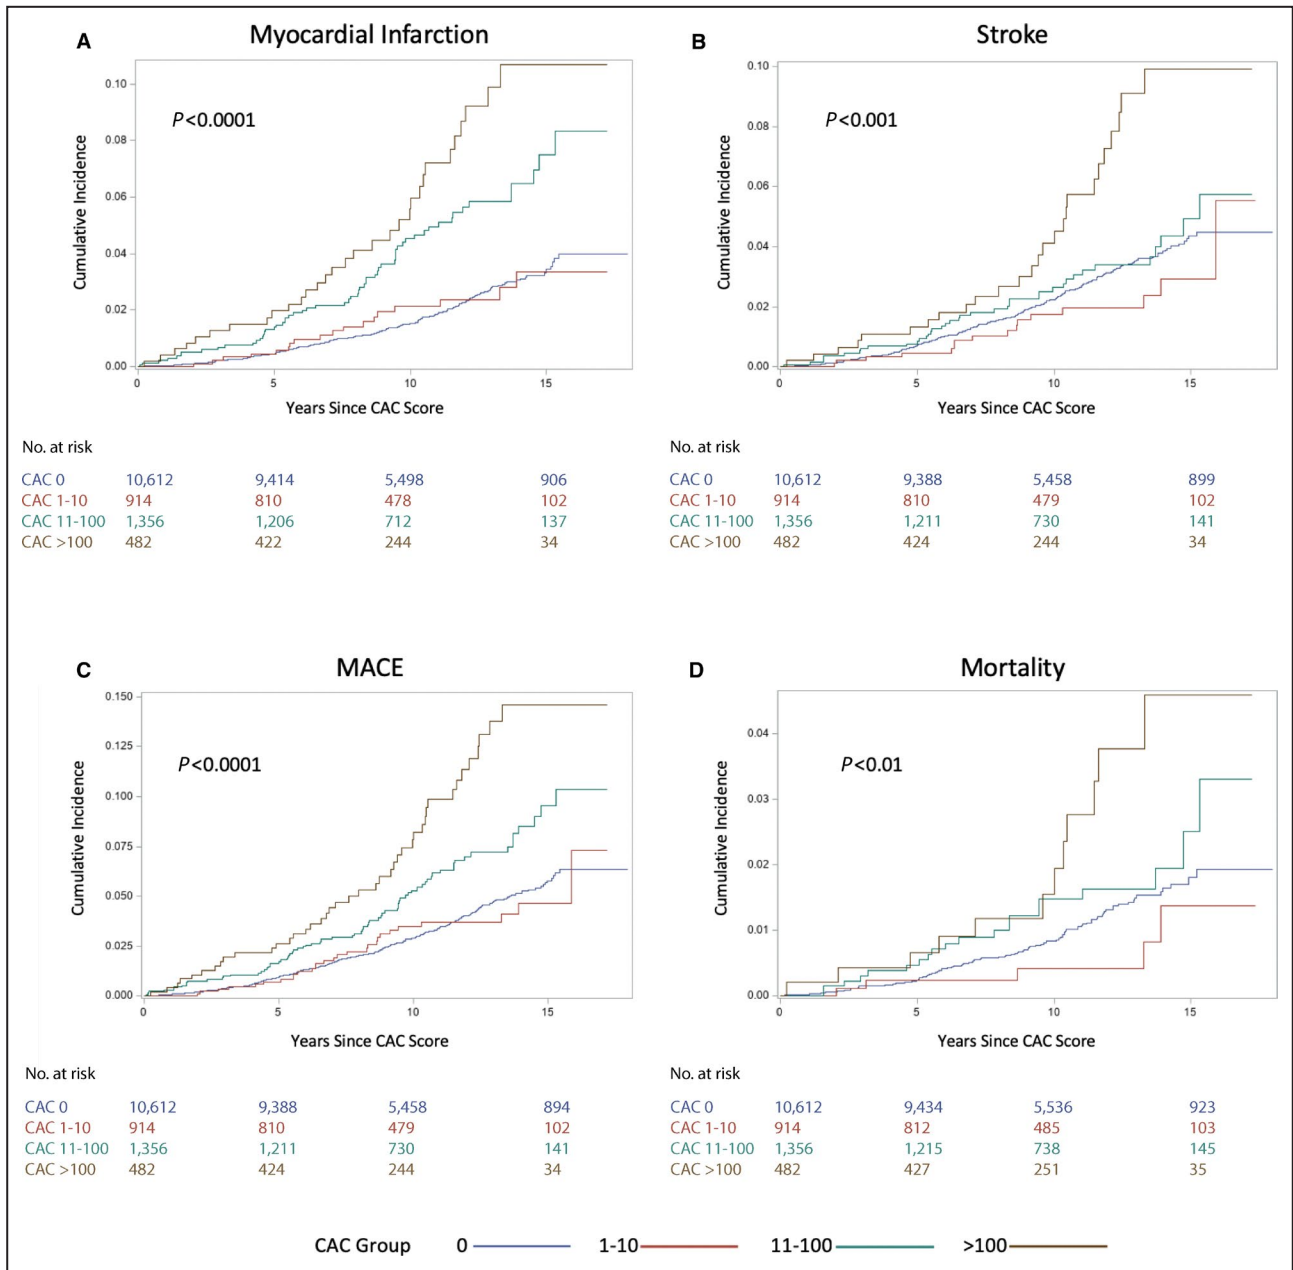 A Myocardial Infarction
P<0.0001
Cumulative Incidence
0.10
0.08
0.06
0.04
0.02
0.00
0 5 10 15
Years Since CAC Score
No. at risk
CAC 0 10,612 9,414 5,498 906
CAC 1-10 914 810 478 102
CAC 11-100 1,356 1,206 712 137
CAC >100 482 422 244 34
B Stroke
P<0.001
Cumulative Incidence
0.10
0.08
0.06
0.04
0.02
0.00
0 5 10 15
Years Since CAC Score
No. at risk
CAC 0 10,612 9,388 5,458 899
CAC 1-10 914 810 479 102
CAC 11-100 1,356 1,211 730 141
CAC >100 482 424 244 34
C MACE
P<0.0001
Cumulative Incidence
0.150
0.125
0.100
0.075
0.050
0.025
0.000
0 5 10 15
Years Since CAC Score
No. at risk
CAC 0 10,612 9,388 5,458 894
CAC 1-10 914 810 479 102
CAC 11-100 1,356 1,211 730 141
CAC >100 482 424 244 34
D Mortality
P<0.01
Cumulative Incidence
0.04
0.03
0.02
0.01
0.00
0 5 10 15
Years Since CAC Score
No. at risk
CAC 0 10,612 9,434 5,536 923
CAC 1-10 914 812 485 103
CAC 11-100 1,356 1,215 738 145
CAC >100 482 427 251 35
CAC Group 0 1-10 11-100 >100